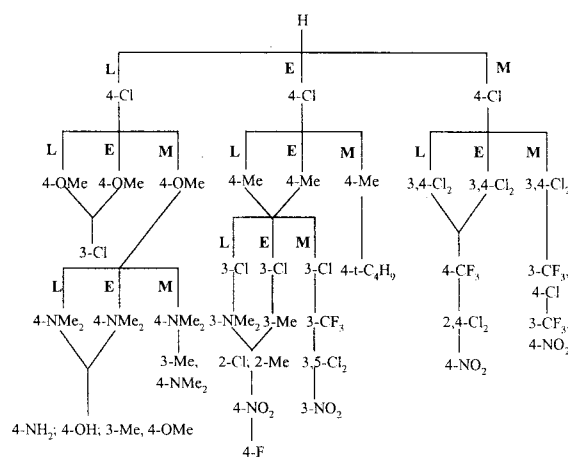 H
L E M
4-Cl 4-Cl 4-Cl
L E M L E M L E M
4-OMe 4-OMe 4-OMe 4-Me 4-Me 4-Me 3,4-Cl₂ 3,4-Cl₂ 3,4-Cl₂
3-Cl
L E M
3-Cl 3-Cl 3-Cl 4-t-C₄H₉ 4-CF₃ 3-CF₃,
4-Cl
L E M
4-NMe₂ 4-NMe₂ 4-NMe₂ 3-NMe₂ 3-Me 3-CF₃ 2,4-Cl₂ 3-CF₃,
4-NO₂
3-Me,
4-NMe₂
2-Cl; 2-Me 3,5-Cl₂ 4-NO₂
4-NO₂ 3-NO₂
4-NH₂; 4-OH; 3-Me, 4-OMe
4-F